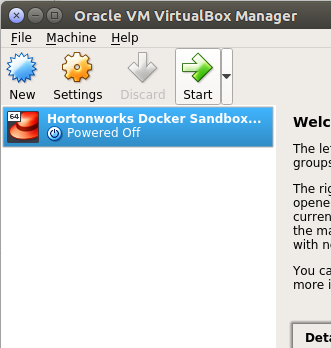 Oracle VM VirtualBox Manager
File Machine Help
New Settings Discard Start
64
Hortonworks Docker Sandbox...
Powered Off
Welc
The le
groups
The rig
opene
curren
the ma
with n
You ca
more i
Deta